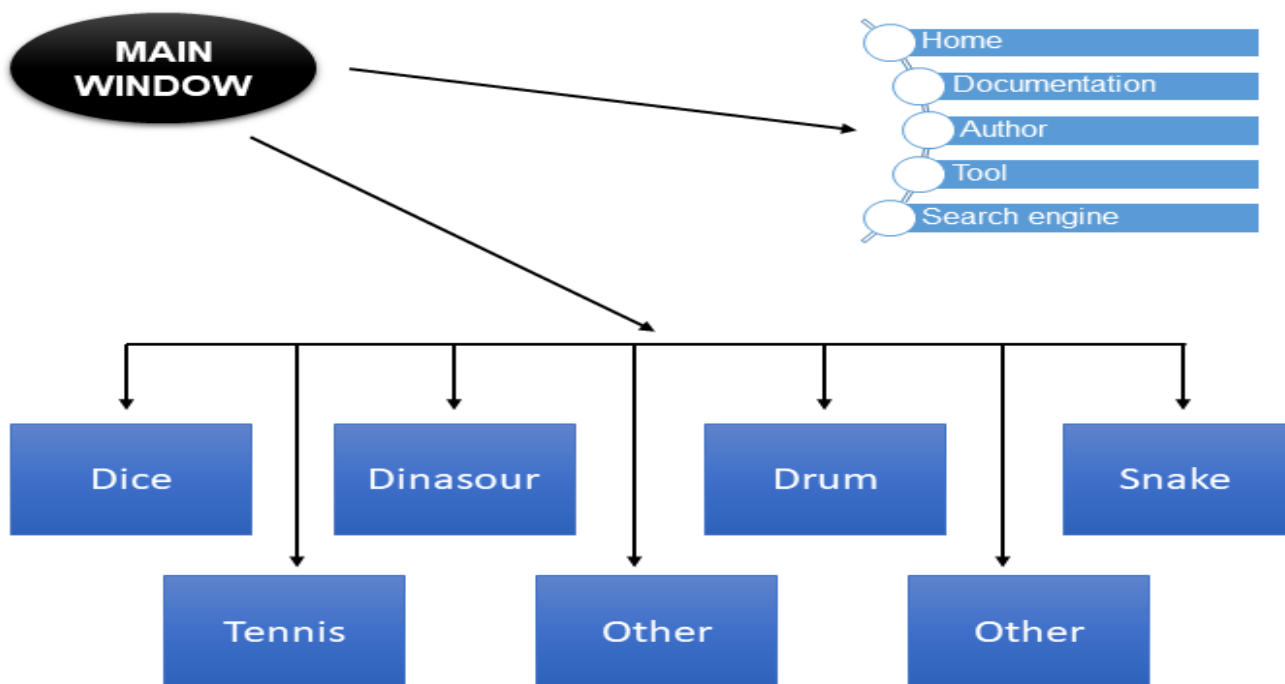 MAIN
WINDOW
Home
Documentation
Author
Tool
Search engine
Dice
Dinasour
Drum
Snake
Tennis
Other
Other